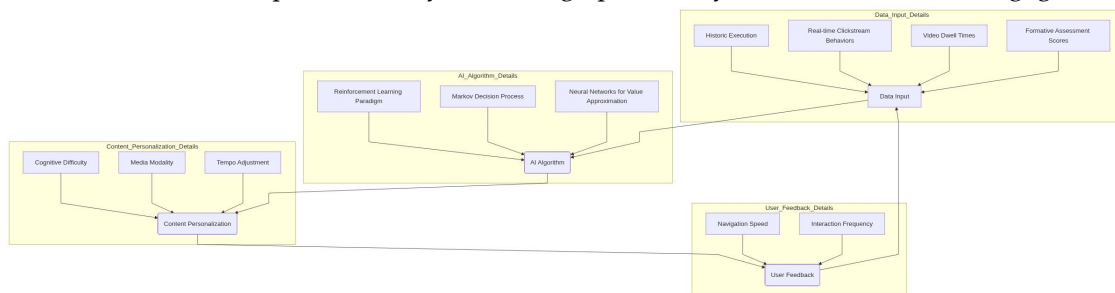 Data_Input_Details
Historic Execution
Real-time Clickstream
Behaviors
Video Dwell Times
Formative Assessment
Scores
Data Input
AI_Algorithm_Details
Reinforcement Learning
Paradigm
Markov Decision Process
Neural Networks for Value
Approximation
AI Algorithm
Content_Personalization_Details
Cognitive Difficulty
Media Modality
Tempo Adjustment
Content Personalization
User_Feedback_Details
Navigation Speed
Interaction Frequency
User Feedback